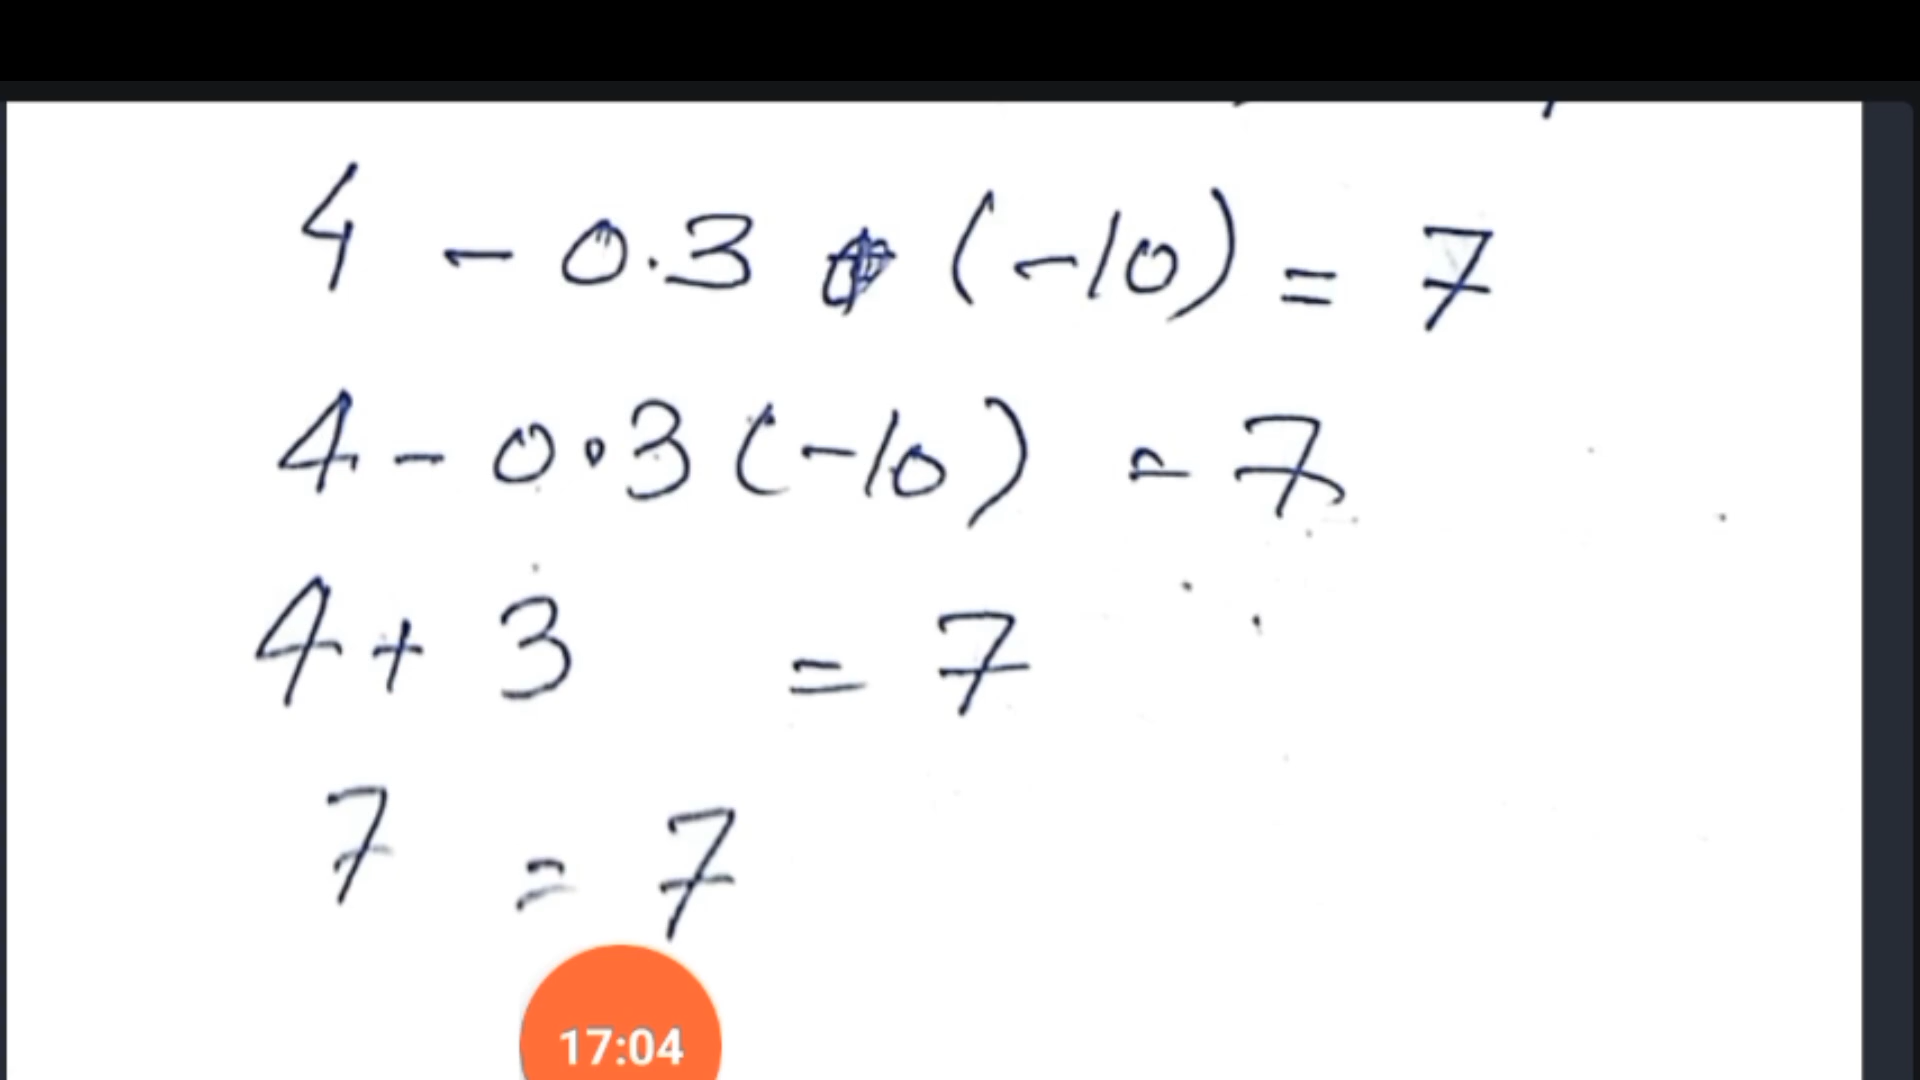 4 - 0.3 (-10) = 7
4 - 0.3 (-10) = 7
4 + 3 = 7
7 = 7
17:04